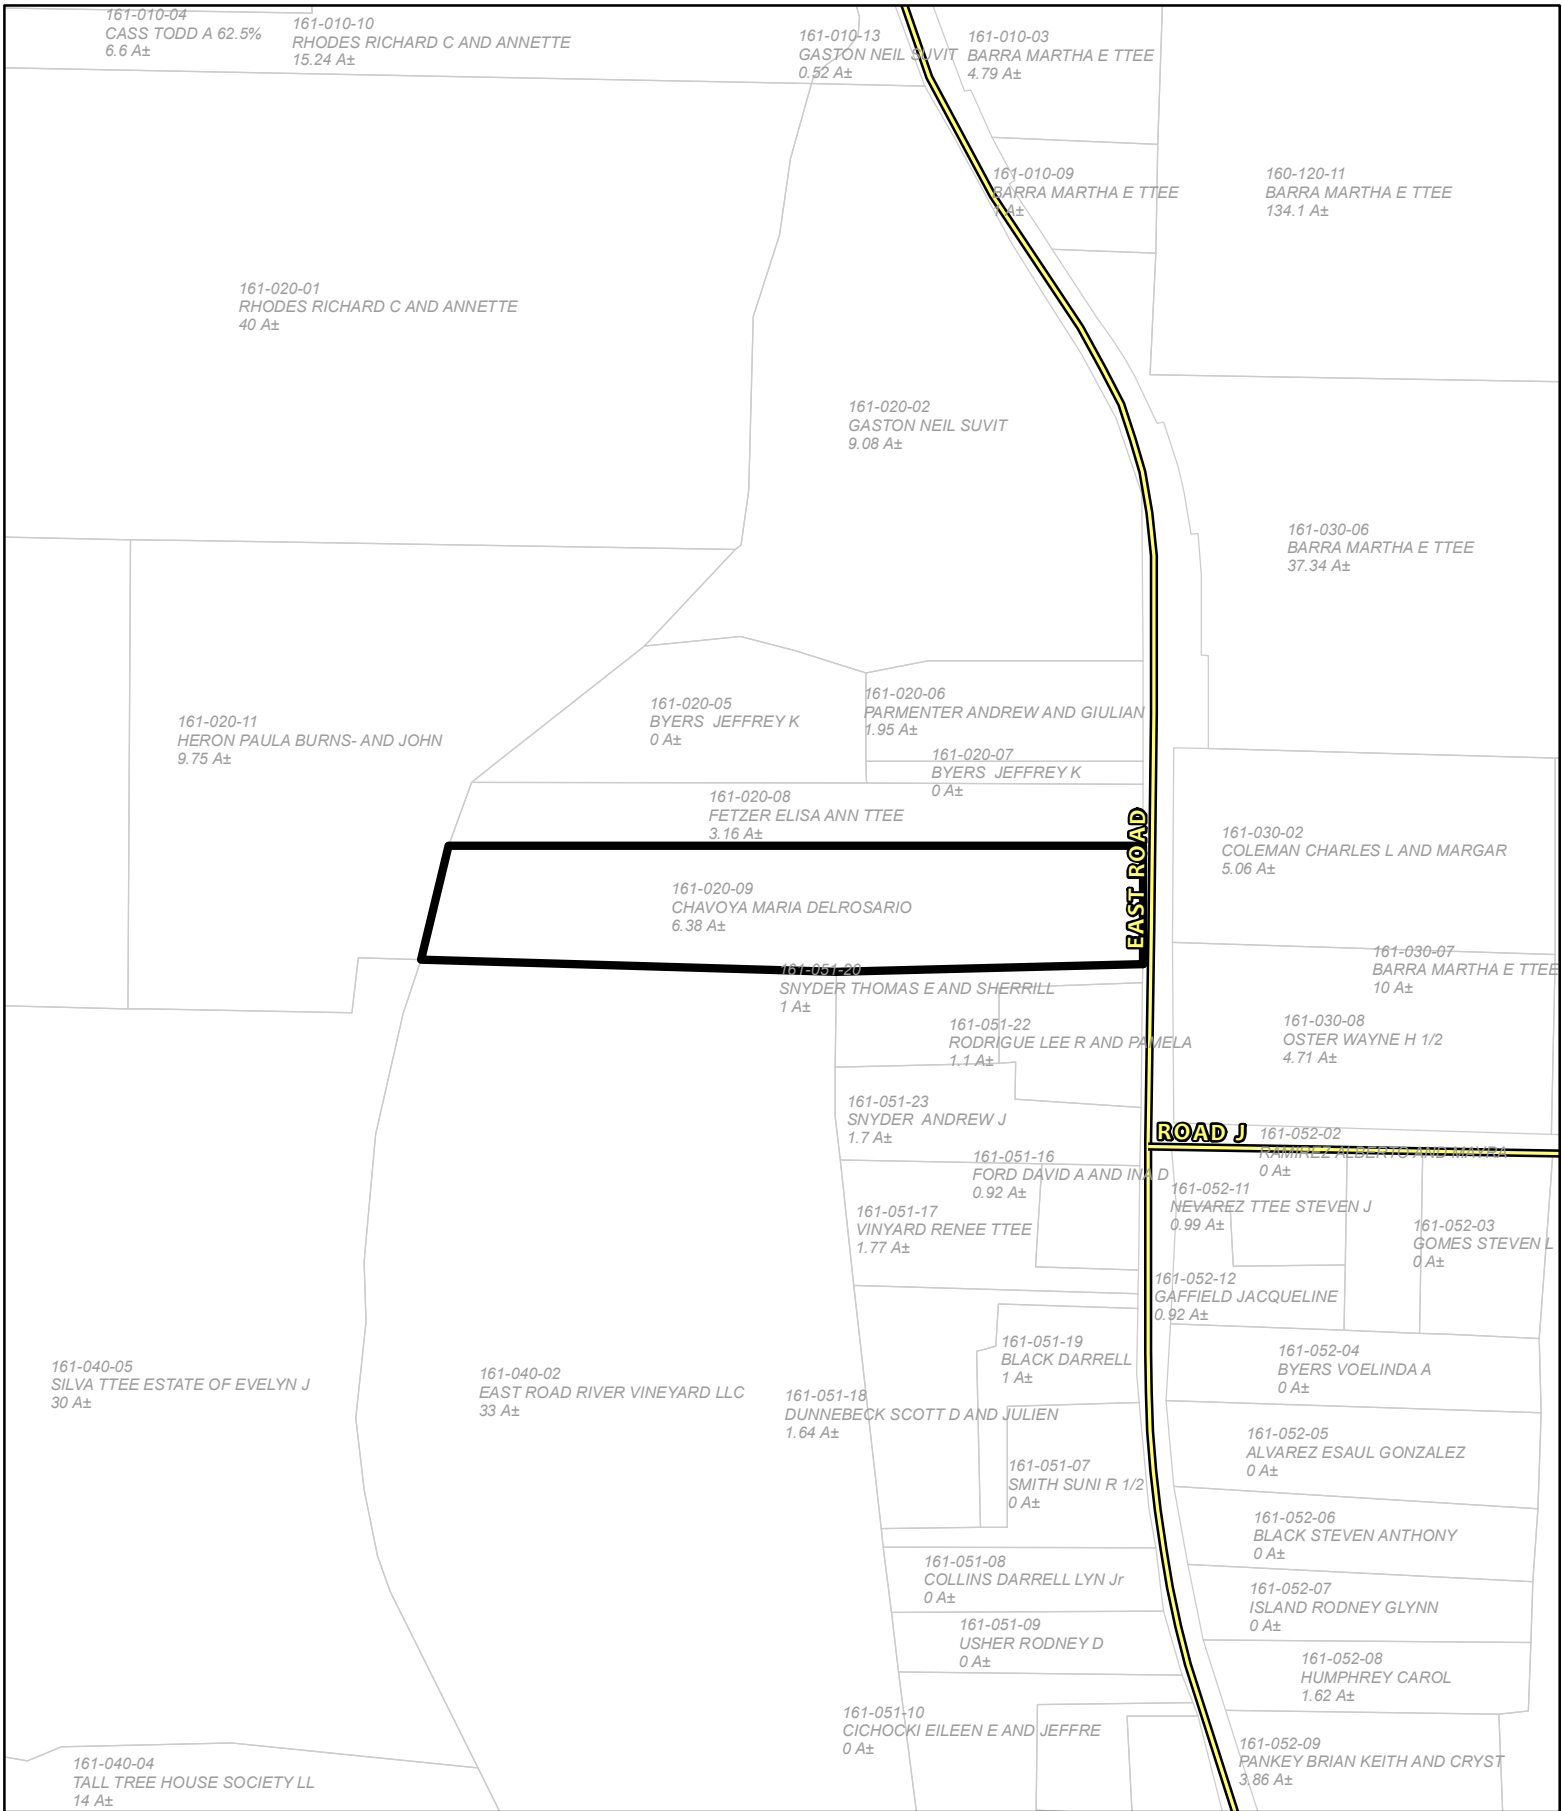 161-010-04
CASS TODD A 62.5%
6.6 A±
161-010-10
RHODES RICHARD C AND ANNETTE
15.24 A±
161-010-13
GASTON NEIL SUVIT
0.52 A±
161-010-03
BARRA MARTHA E TTEE
4.79 A±
161-010-09
BARRA MARTHA E TTEE
1 A±
160-120-11
BARRA MARTHA E TTEE
134.1 A±
161-020-01
RHODES RICHARD C AND ANNETTE
40 A±
161-020-02
GASTON NEIL SUVIT
9.08 A±
161-030-06
BARRA MARTHA E TTEE
37.34 A±
161-020-11
HERON PAULA BURNS- AND JOHN
9.75 A±
161-020-05
BYERS  JEFFREY K
0 A±
161-020-06
PARMENTER ANDREW AND GIULIAN
1.95 A±
161-020-07
BYERS  JEFFREY K
0 A±
161-020-08
FETZER ELISA ANN TTEE
3.16 A±
EAST ROAD
161-030-02
COLEMAN CHARLES L AND MARGAR
5.06 A±
161-020-09
CHAVOYA MARIA DELROSARIO
6.38 A±
161-030-07
BARRA MARTHA E TTEE
10 A±
161-051-20
SNYDER THOMAS E AND SHERRILL
1 A±
161-051-22
RODRIGUE LEE R AND PAMELA
1.1 A±
161-030-08
OSTER WAYNE H 1/2
4.71 A±
161-051-23
SNYDER  ANDREW J
1.7 A±
ROAD J
161-052-02
RAMIREZ ALBERTO AND MAYRA
0 A±
161-051-16
FORD DAVID A AND INA D
0.92 A±
161-052-11
NEVAREZ TTEE STEVEN J
0.99 A±
161-051-17
VINYARD RENEE TTEE
1.77 A±
161-052-03
GOMES STEVEN L
0 A±
161-052-12
GAFFIELD JACQUELINE
0.92 A±
161-051-19
BLACK DARRELL
1 A±
161-052-04
BYERS VOELINDA A
0 A±
161-040-05
SILVA TTEE ESTATE OF EVELYN J
30 A±
161-040-02
EAST ROAD RIVER VINEYARD LLC
33 A±
161-051-18
DUNNEBECK SCOTT D AND JULIEN
1.64 A±
161-052-05
ALVAREZ ESAUL GONZALEZ
0 A±
161-051-07
SMITH SUNI R 1/2
0 A±
161-052-06
BLACK STEVEN ANTHONY
0 A±
161-051-08
COLLINS DARRELL LYN Jr
0 A±
161-052-07
ISLAND RODNEY GLYNN
0 A±
161-051-09
USHER RODNEY D
0 A±
161-052-08
HUMPHREY CAROL
1.62 A±
161-051-10
CICHOCKI EILEEN E AND JEFFRE
0 A±
161-052-09
PANKEY BRIAN KEITH AND CRYST
3.86 A±
161-040-04
TALL TREE HOUSE SOCIETY LL
14 A±